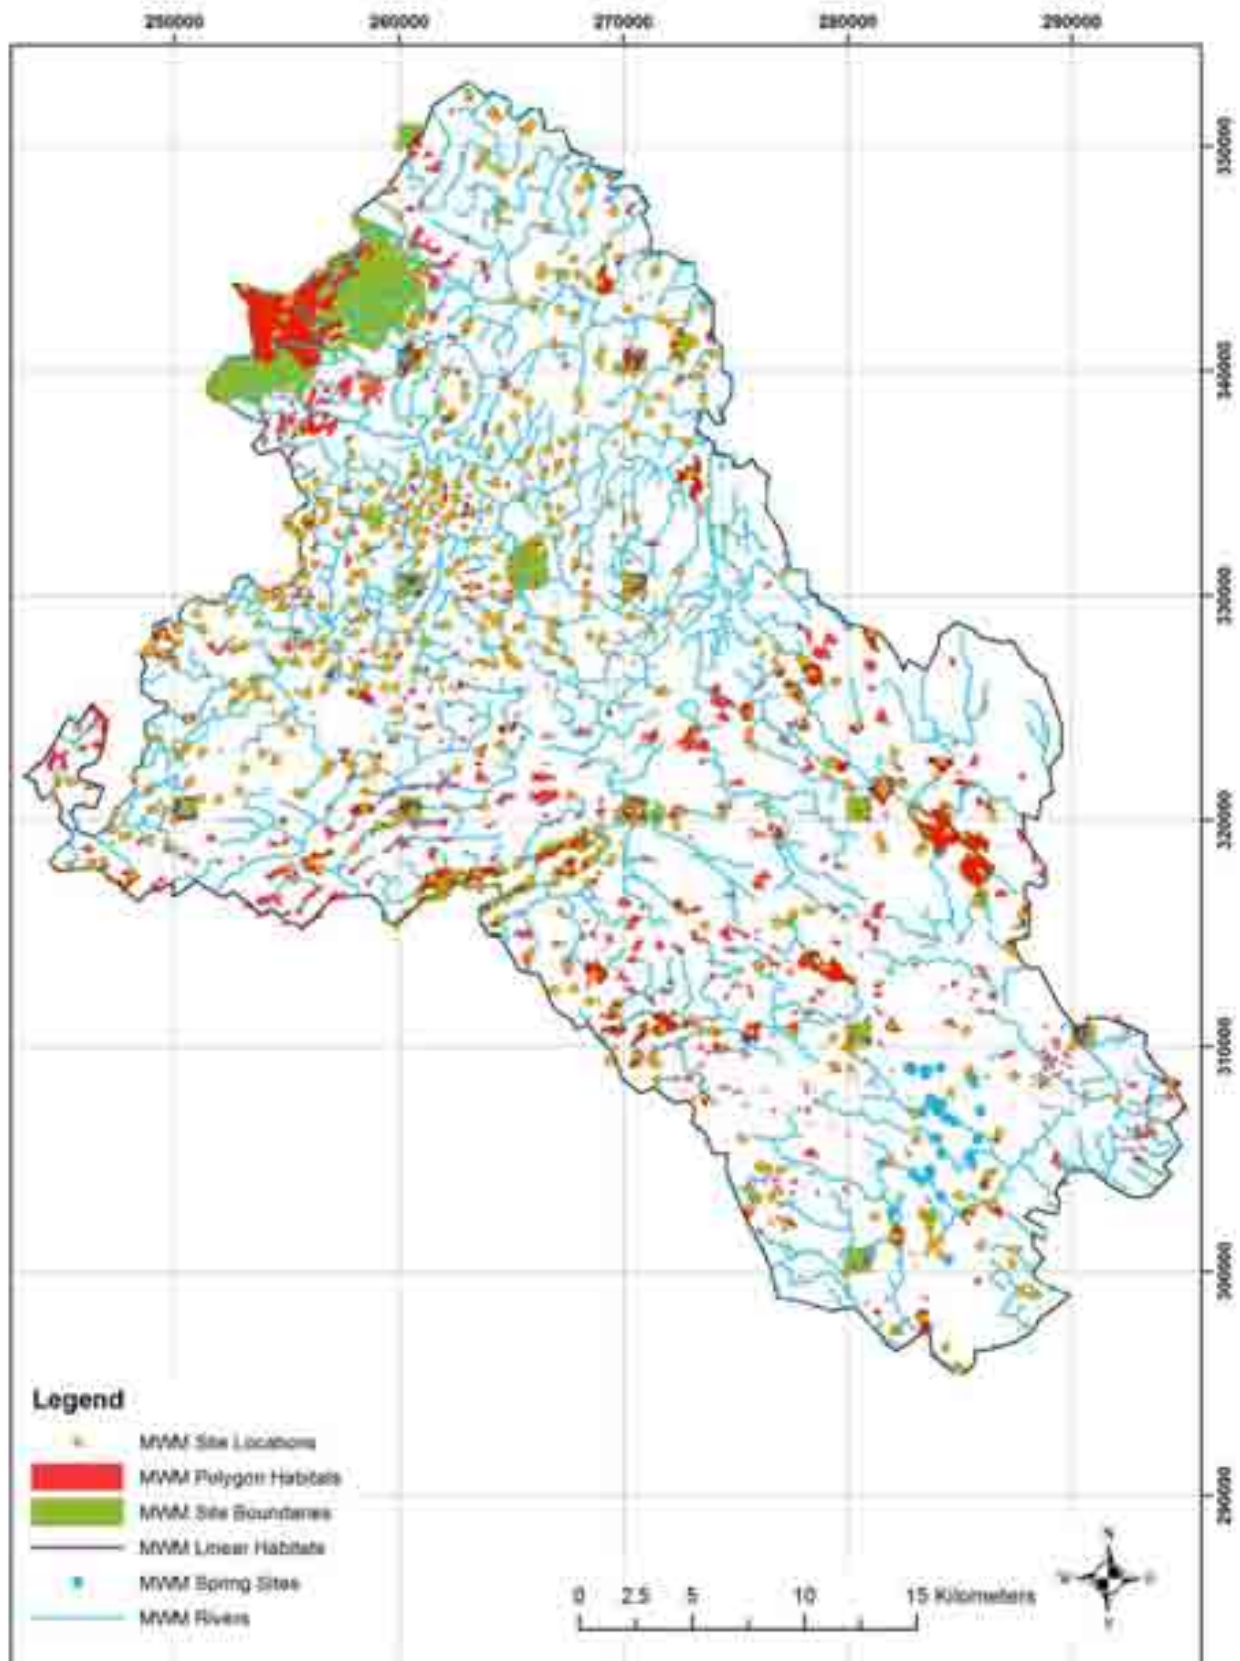 250000 260000 270000 280000 290000
350000
340000
330000
320000
310000
300000
290000
Legend
MWM Site Locations
MWM Polygon Habitats
MWM Site Boundaries
MWM Linear Habitats
MWM Spring Sites
MWM Rivers
0 2.5 5 10 15 Kilometers
N